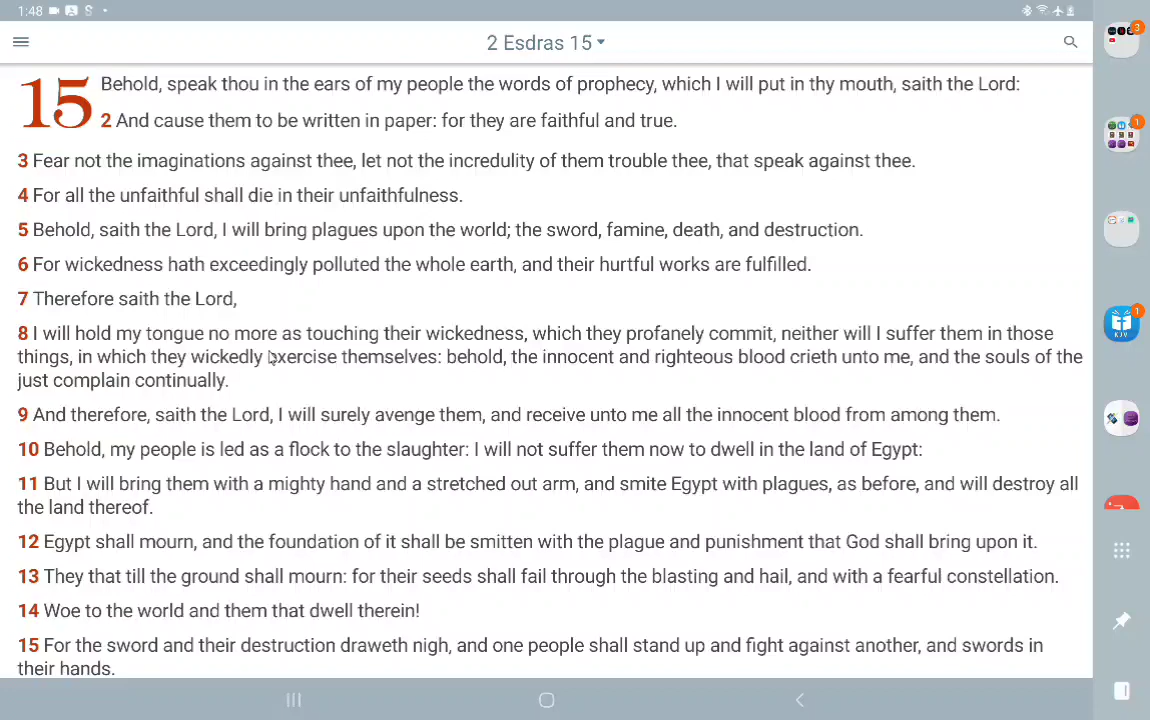 1:48
2 Esdras 15
15 Behold, speak thou in the ears of my people the words of prophecy, which I will put in thy mouth, saith the Lord:
2 And cause them to be written in paper: for they are faithful and true.
3 Fear not the imaginations against thee, let not the incredulity of them trouble thee, that speak against thee.
4 For all the unfaithful shall die in their unfaithfulness.
5 Behold, saith the Lord, I will bring plagues upon the world; the sword, famine, death, and destruction.
6 For wickedness hath exceedingly polluted the whole earth, and their hurtful works are fulfilled.
7 Therefore saith the Lord,
8 I will hold my tongue no more as touching their wickedness, which they profanely commit, neither will I suffer them in those
things, in which they wickedly exercise themselves: behold, the innocent and righteous blood crieth unto me, and the souls of the
just complain continually.
9 And therefore, saith the Lord, I will surely avenge them, and receive unto me all the innocent blood from among them.
10 Behold, my people is led as a flock to the slaughter: I will not suffer them now to dwell in the land of Egypt:
11 But I will bring them with a mighty hand and a stretched out arm, and smite Egypt with plagues, as before, and will destroy all
the land thereof.
12 Egypt shall mourn, and the foundation of it shall be smitten with the plague and punishment that God shall bring upon it.
13 They that till the ground shall mourn: for their seeds shall fail through the blasting and hail, and with a fearful constellation.
14 Woe to the world and them that dwell therein!
15 For the sword and their destruction draweth nigh, and one people shall stand up and fight against another, and swords in
their hands.
3
1
1
KJV